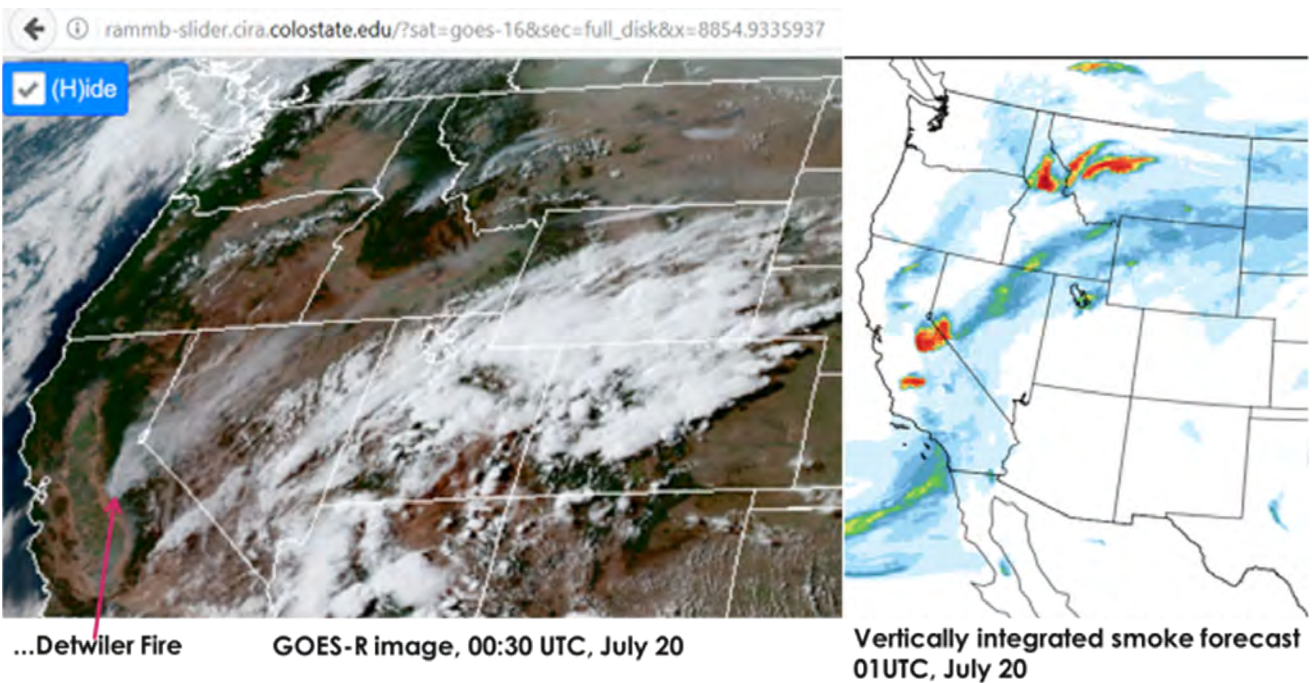 rammb-slider.cira.colostate.edu/?sat=goes-16&sec=full_disk&x=8854.9335937
(H)ide
...Detwiler Fire
GOES-R image, 00:30 UTC, July 20
Vertically integrated smoke forecast
01UTC, July 20